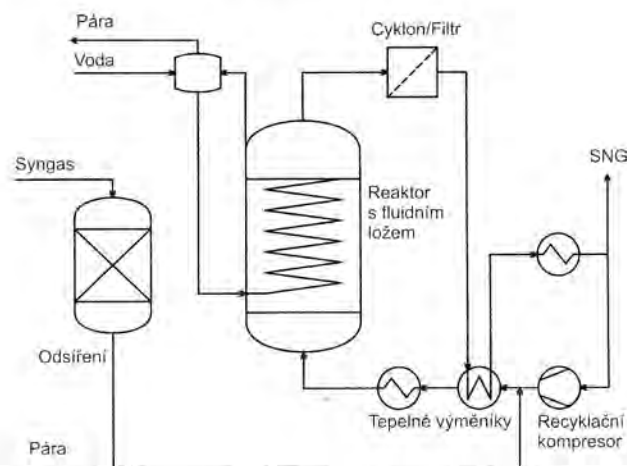 Pára
Voda
Cyklon/Filtr
Syngas
SNG
Reaktor
s fluidním
ložem
Odsíření
Tepelné výměníky
Recyklační
kompresor
Pára